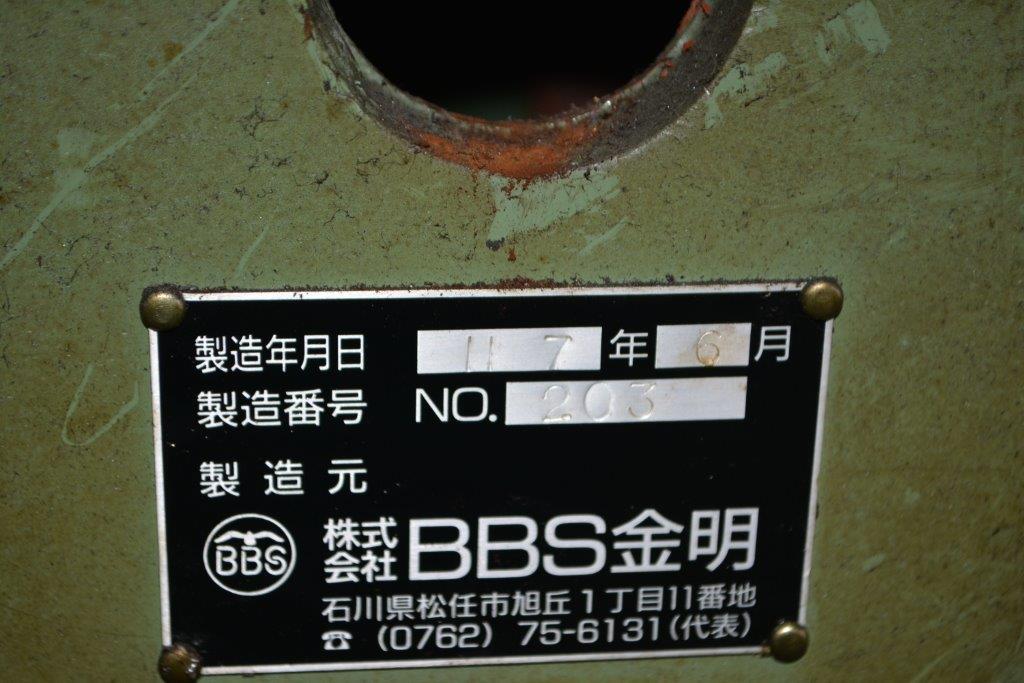 製造年月日 H 7 年 6 月
製造番号 NO. 203
製造元
BBS 株式会社 BBS金明
石川県松任市旭丘1丁目11番地
☎ (0762) 75-6131(代表)